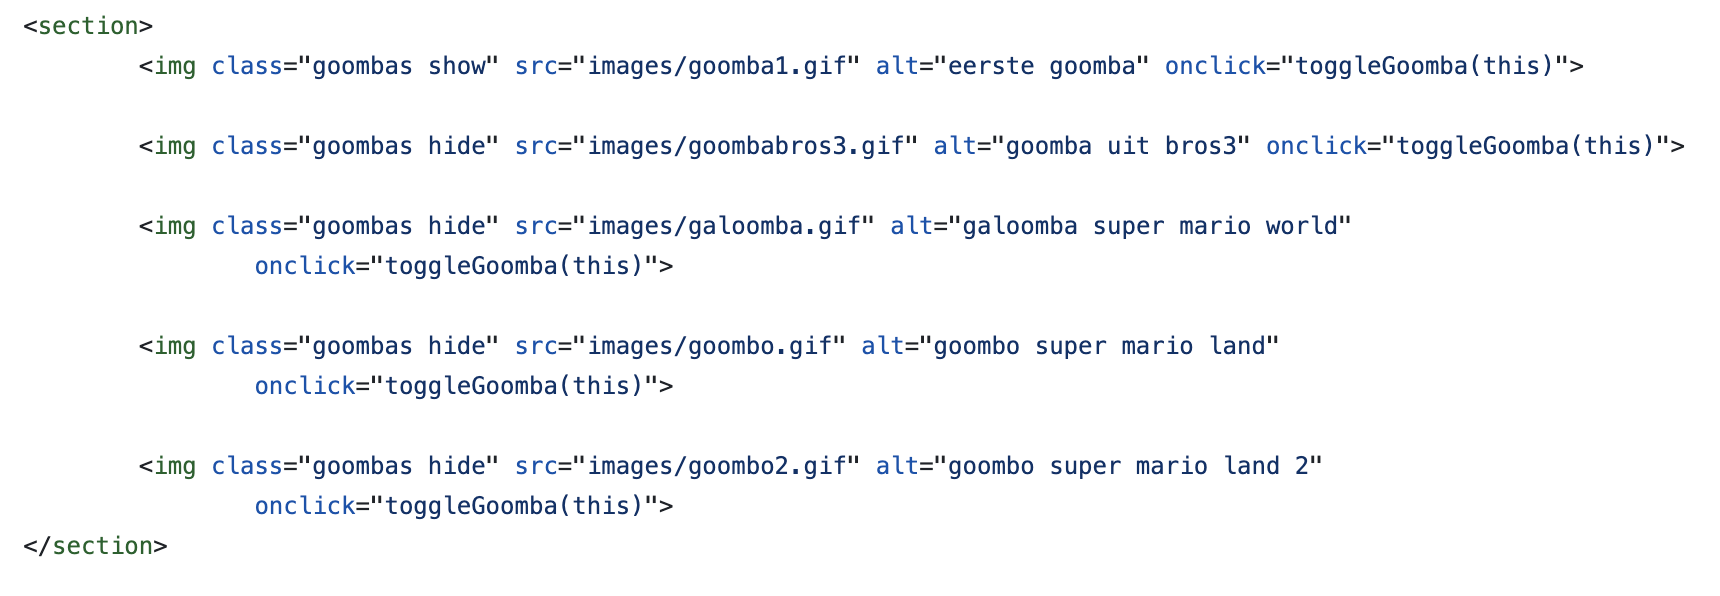 <section>
<img class="goombas show" src="images/goomba1.gif" alt="eerste goomba" onclick="toggleGoomba(this)">
<img class="goombas hide" src="images/goombabros3.gif" alt="goomba uit bros3" onclick="toggleGoomba(this)">
<img class="goombas hide" src="images/galoomba.gif" alt="galoomba super mario world"
onclick="toggleGoomba(this)">
<img class="goombas hide" src="images/goombo.gif" alt="goombo super mario land"
onclick="toggleGoomba(this)">
<img class="goombas hide" src="images/goombo2.gif" alt="goombo super mario land 2"
onclick="toggleGoomba(this)">
</section>